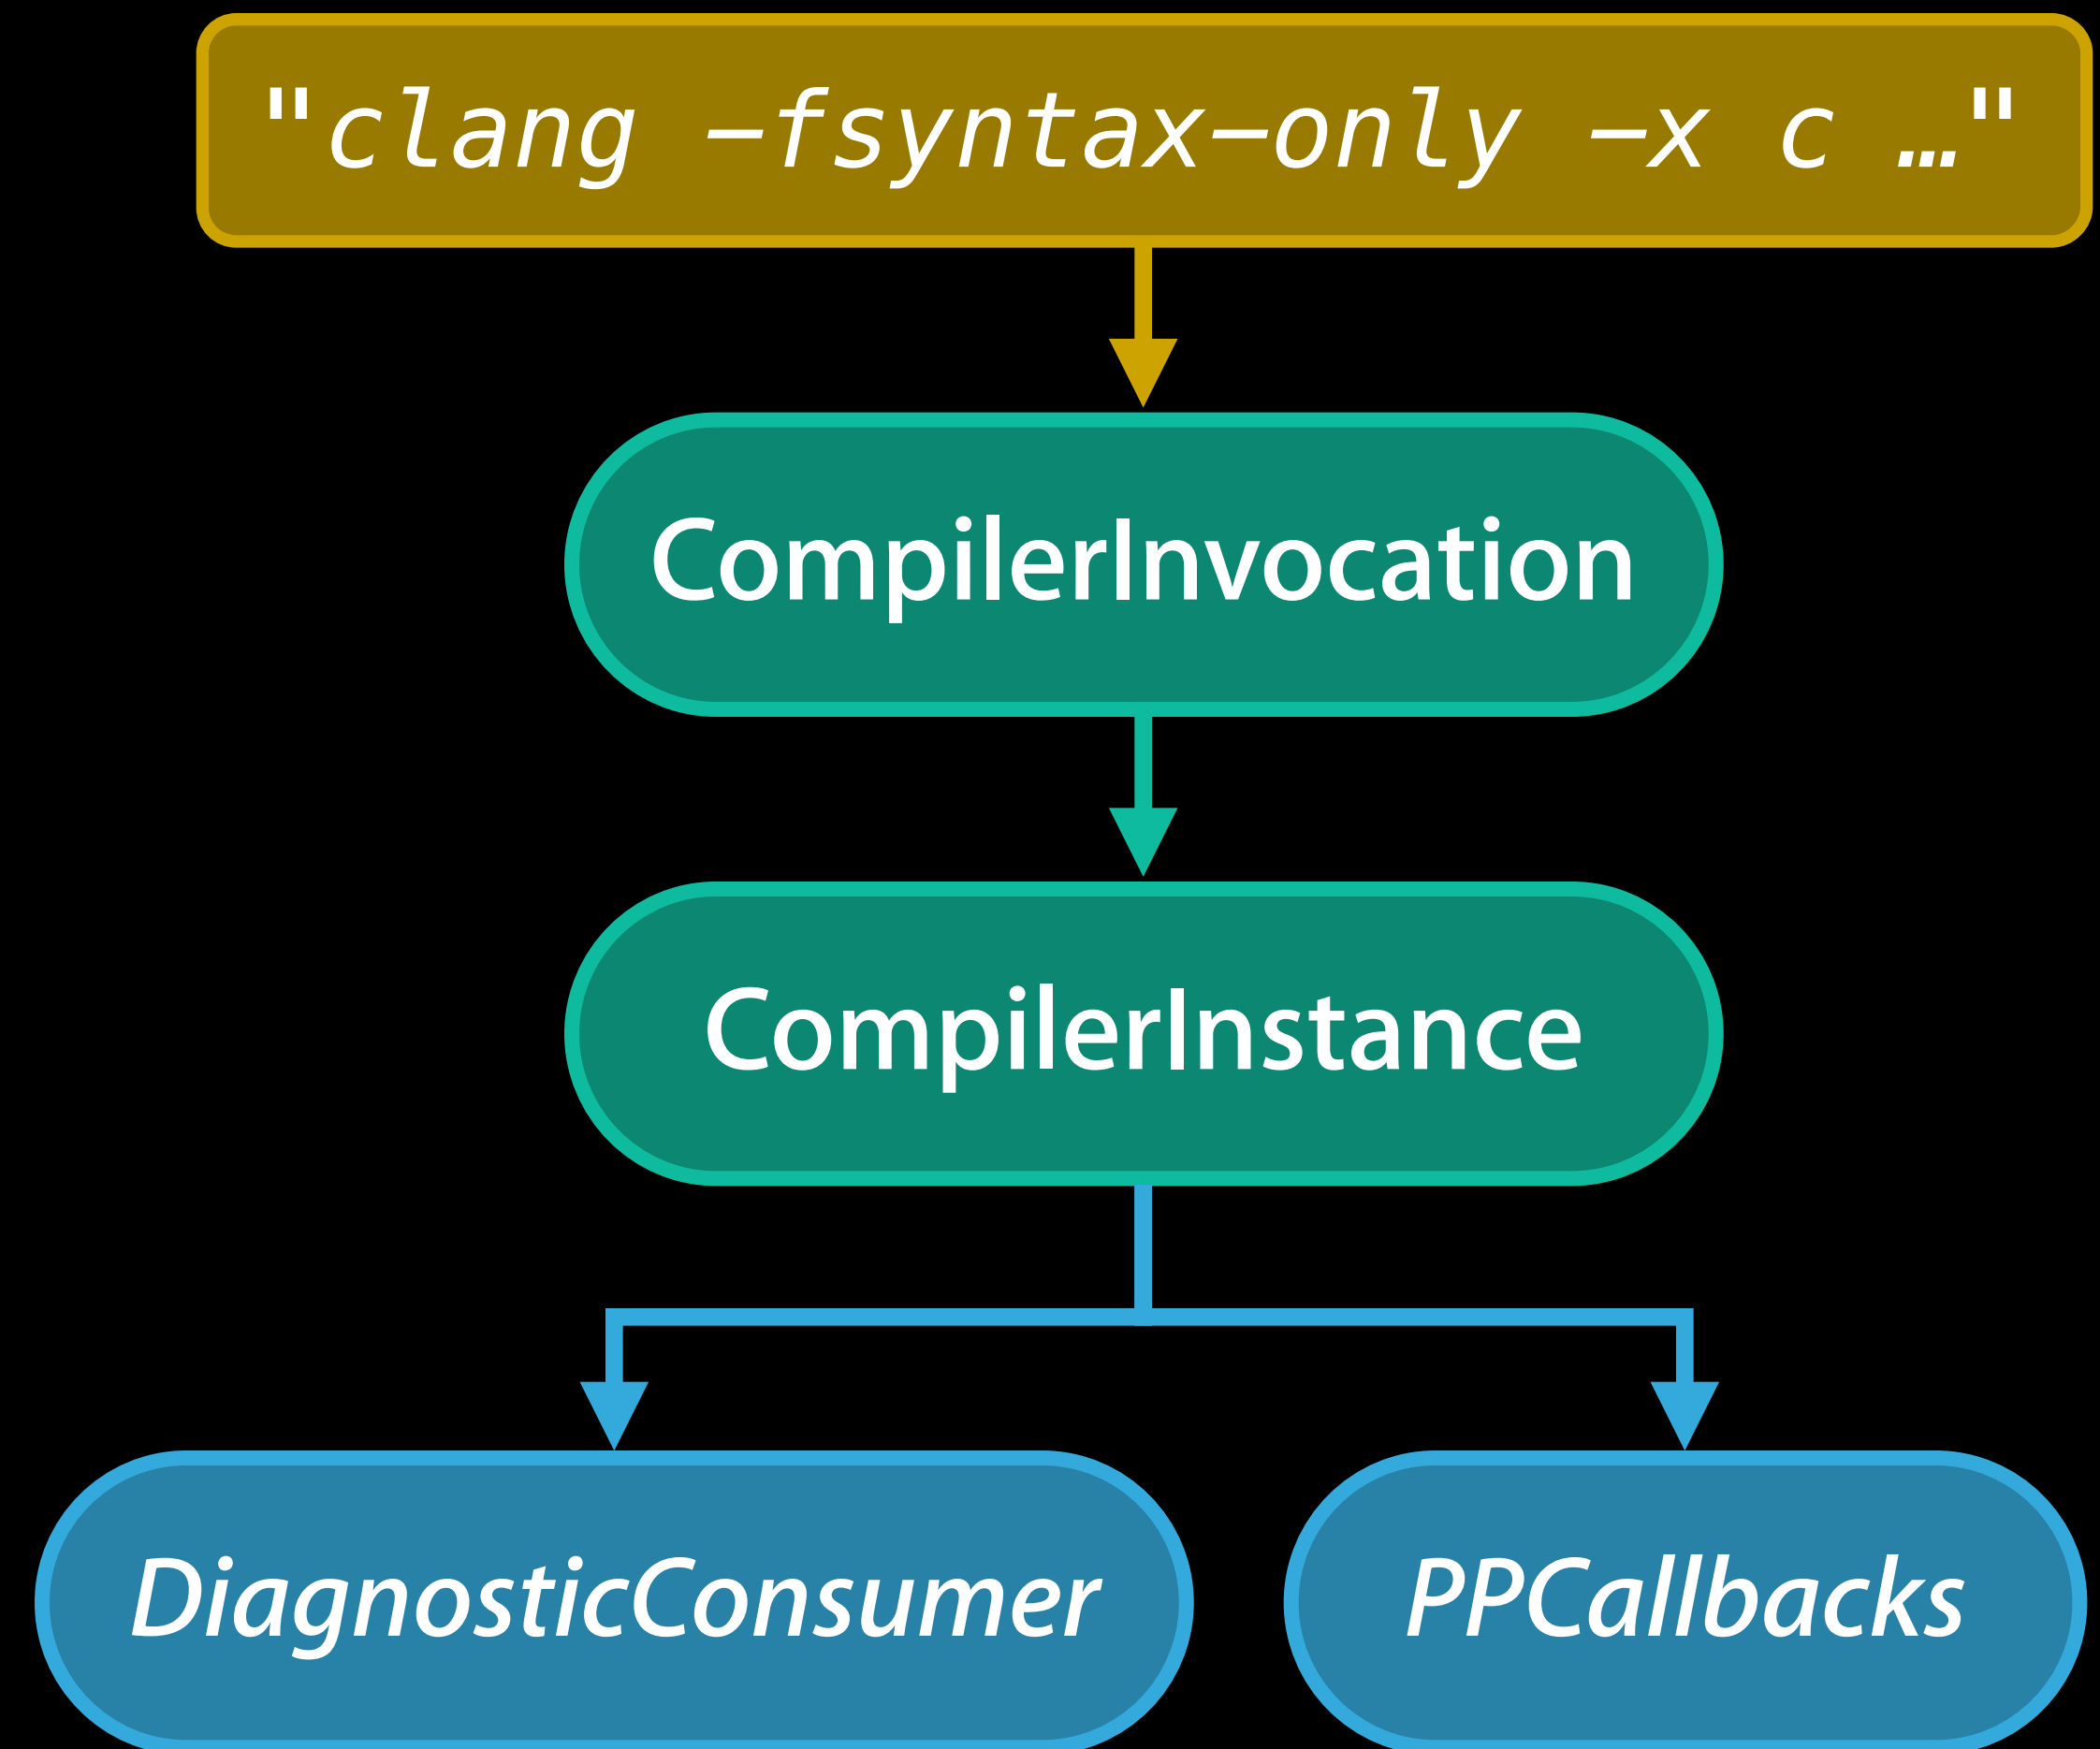 "clang –fsyntax–only –x c …"
CompilerInvocation
CompilerInstance
DiagnosticConsumer
PPCallbacks